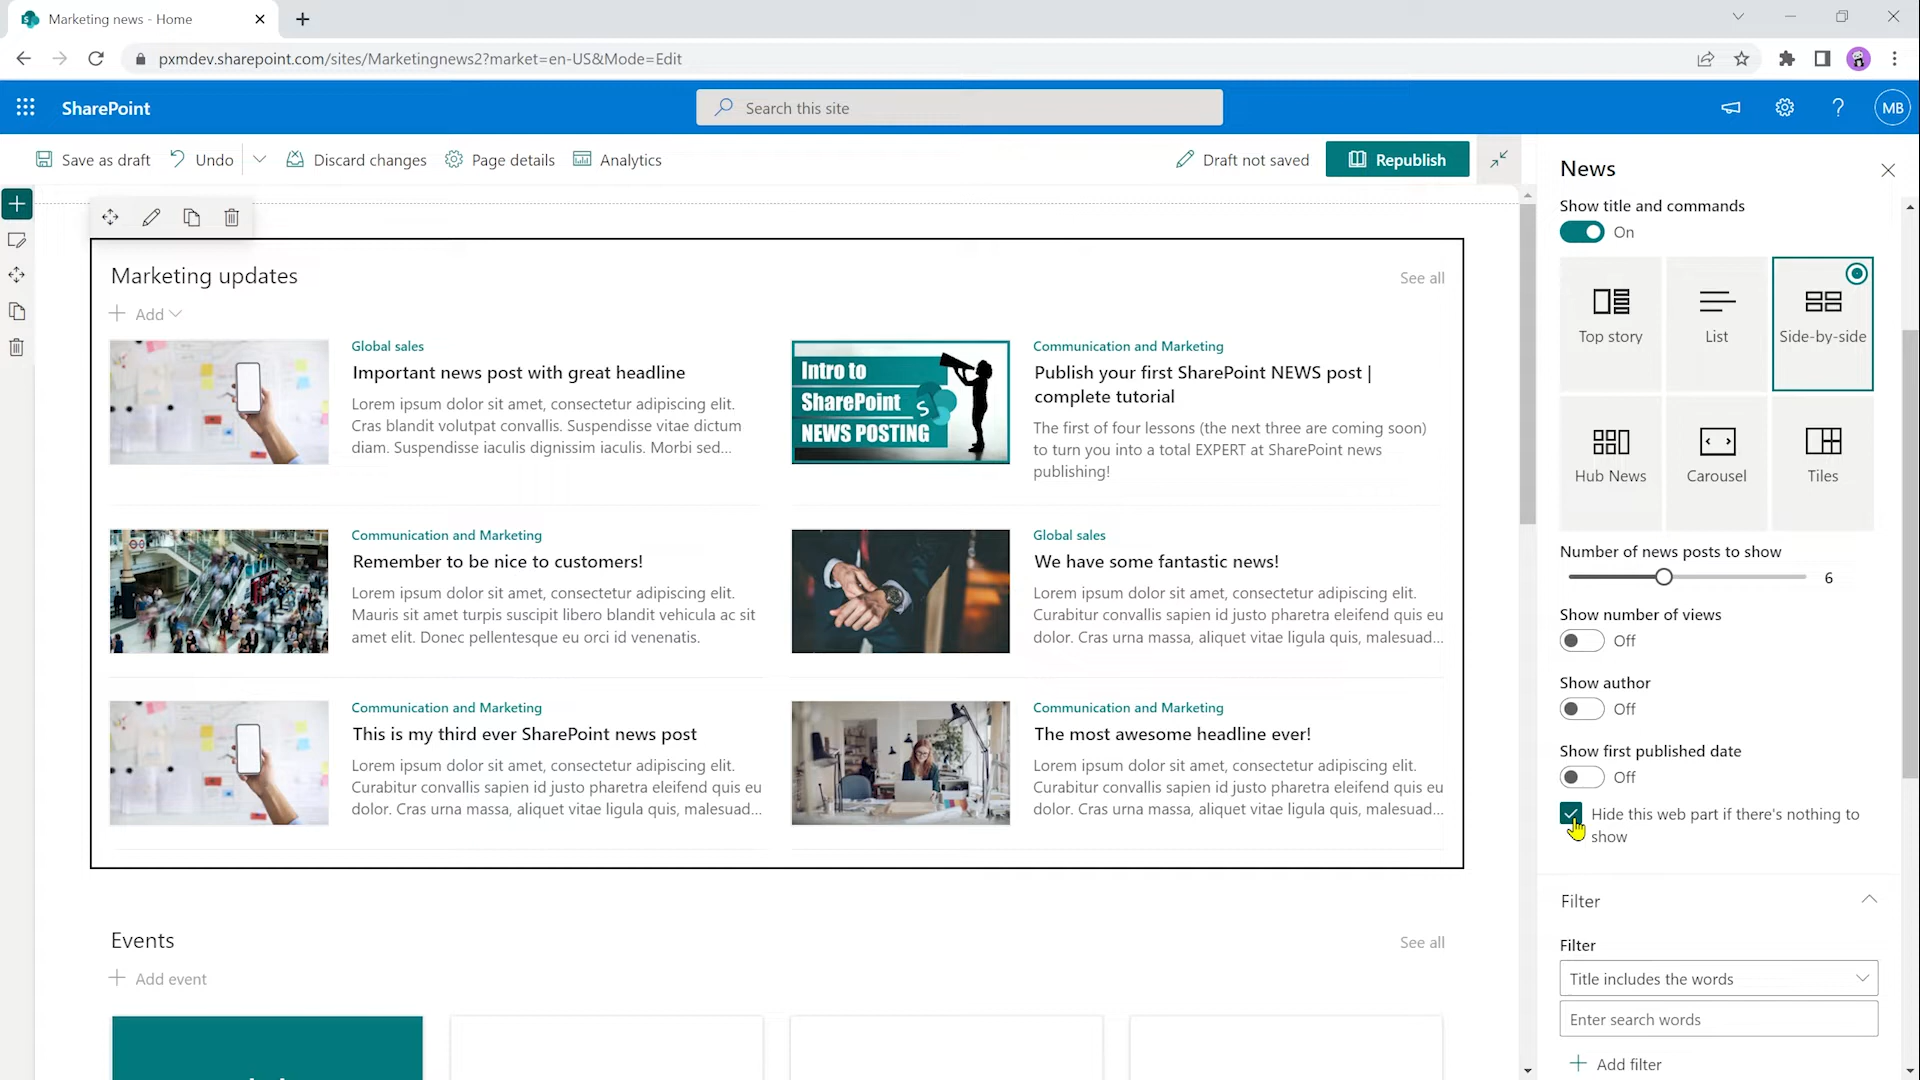 Marketing news - Home
pxmdev.sharepoint.com/sites/Marketingnews2?market=en-US&Mode=Edit
SharePoint
Search this site
MB
Save as draft
Undo
Discard changes
Page details
Analytics
Draft not saved
Republish
Marketing updates
See all
Add
Global sales
Important news post with great headline
Lorem ipsum dolor sit amet, consectetur adipiscing elit.
Cras blandit volutpat convallis. Suspendisse vitae dictum
diam. Suspendisse iaculis dignissim iaculis. Morbi sed...
Intro to
SharePoint
NEWS POSTING
Communication and Marketing
Publish your first SharePoint NEWS post |
complete tutorial
The first of four lessons (the next three are coming soon)
to turn you into a total EXPERT at SharePoint news
publishing!
Communication and Marketing
Remember to be nice to customers!
Lorem ipsum dolor sit amet, consectetur adipiscing elit.
Mauris sit amet turpis suscipit libero blandit vehicula ac sit
amet elit. Donec pellentesque eu orci id venenatis.
Global sales
We have some fantastic news!
Lorem ipsum dolor sit amet, consectetur adipiscing elit.
Curabitur convallis sapien id justo pharetra eleifend quis eu
dolor. Cras urna massa, aliquet vitae ligula quis, malesuad...
Communication and Marketing
This is my third ever SharePoint news post
Lorem ipsum dolor sit amet, consectetur adipiscing elit.
Curabitur convallis sapien id justo pharetra eleifend quis eu
dolor. Cras urna massa, aliquet vitae ligula quis, malesuad...
Communication and Marketing
The most awesome headline ever!
Lorem ipsum dolor sit amet, consectetur adipiscing elit.
Curabitur convallis sapien id justo pharetra eleifend quis eu
dolor. Cras urna massa, aliquet vitae ligula quis, malesuad...
Events
See all
Add event
News
Show title and commands
On
Top story
List
Side-by-side
Hub News
Carousel
Tiles
Number of news posts to show
6
Show number of views
Off
Show author
Off
Show first published date
Off
Hide this web part if there's nothing to
show
Filter
Filter
Title includes the words
Enter search words
Add filter